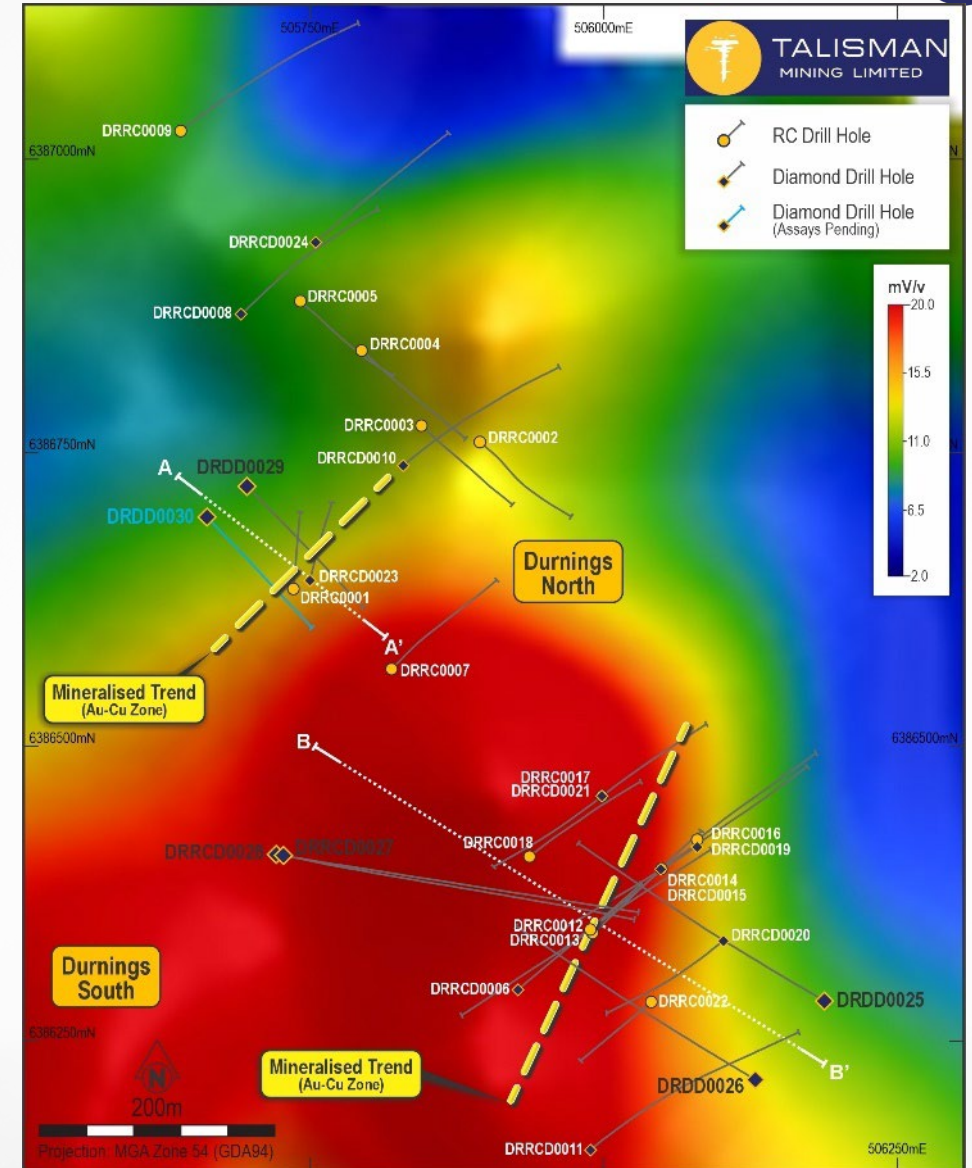 505750mE
506000mE
TALISMAN
MINING LIMITED
RC Drill Hole
Diamond Drill Hole
Diamond Drill Hole
(Assays Pending)
DRRC0009
6387000mN
N
DRRCD0024
mV/v
20.0
15.5
11.0
6.5
2.0
DRRC0005
DRRCD0008
DRRC0004
DRRC0003
DRRC0002
6386750mN
DRRCD0010
A
DRDD0029
DRDD0030
Durnings
North
DRRCD0023
DRRC0001
A'
DRRC0007
Mineralised Trend
(Au-Cu Zone)
6386500mN
6386500mN
B
DRRC0017
DRRCD0021
DRRC0016
DRRCD0019
DRRC0018
DRRCD0028
DRRCD0027
DRRC0014
DRRCD0015
DRRC0012
DRRC0013
DRRCD0020
Durnings
South
DRRCD0006
DRRC0022
DRDD0025
6386250mN
Mineralised Trend
(Au-Cu Zone)
B'
DRDD0026
N
200m
Projection: MGA Zone 54 (GDA94)
DRRCD0011
506250mE